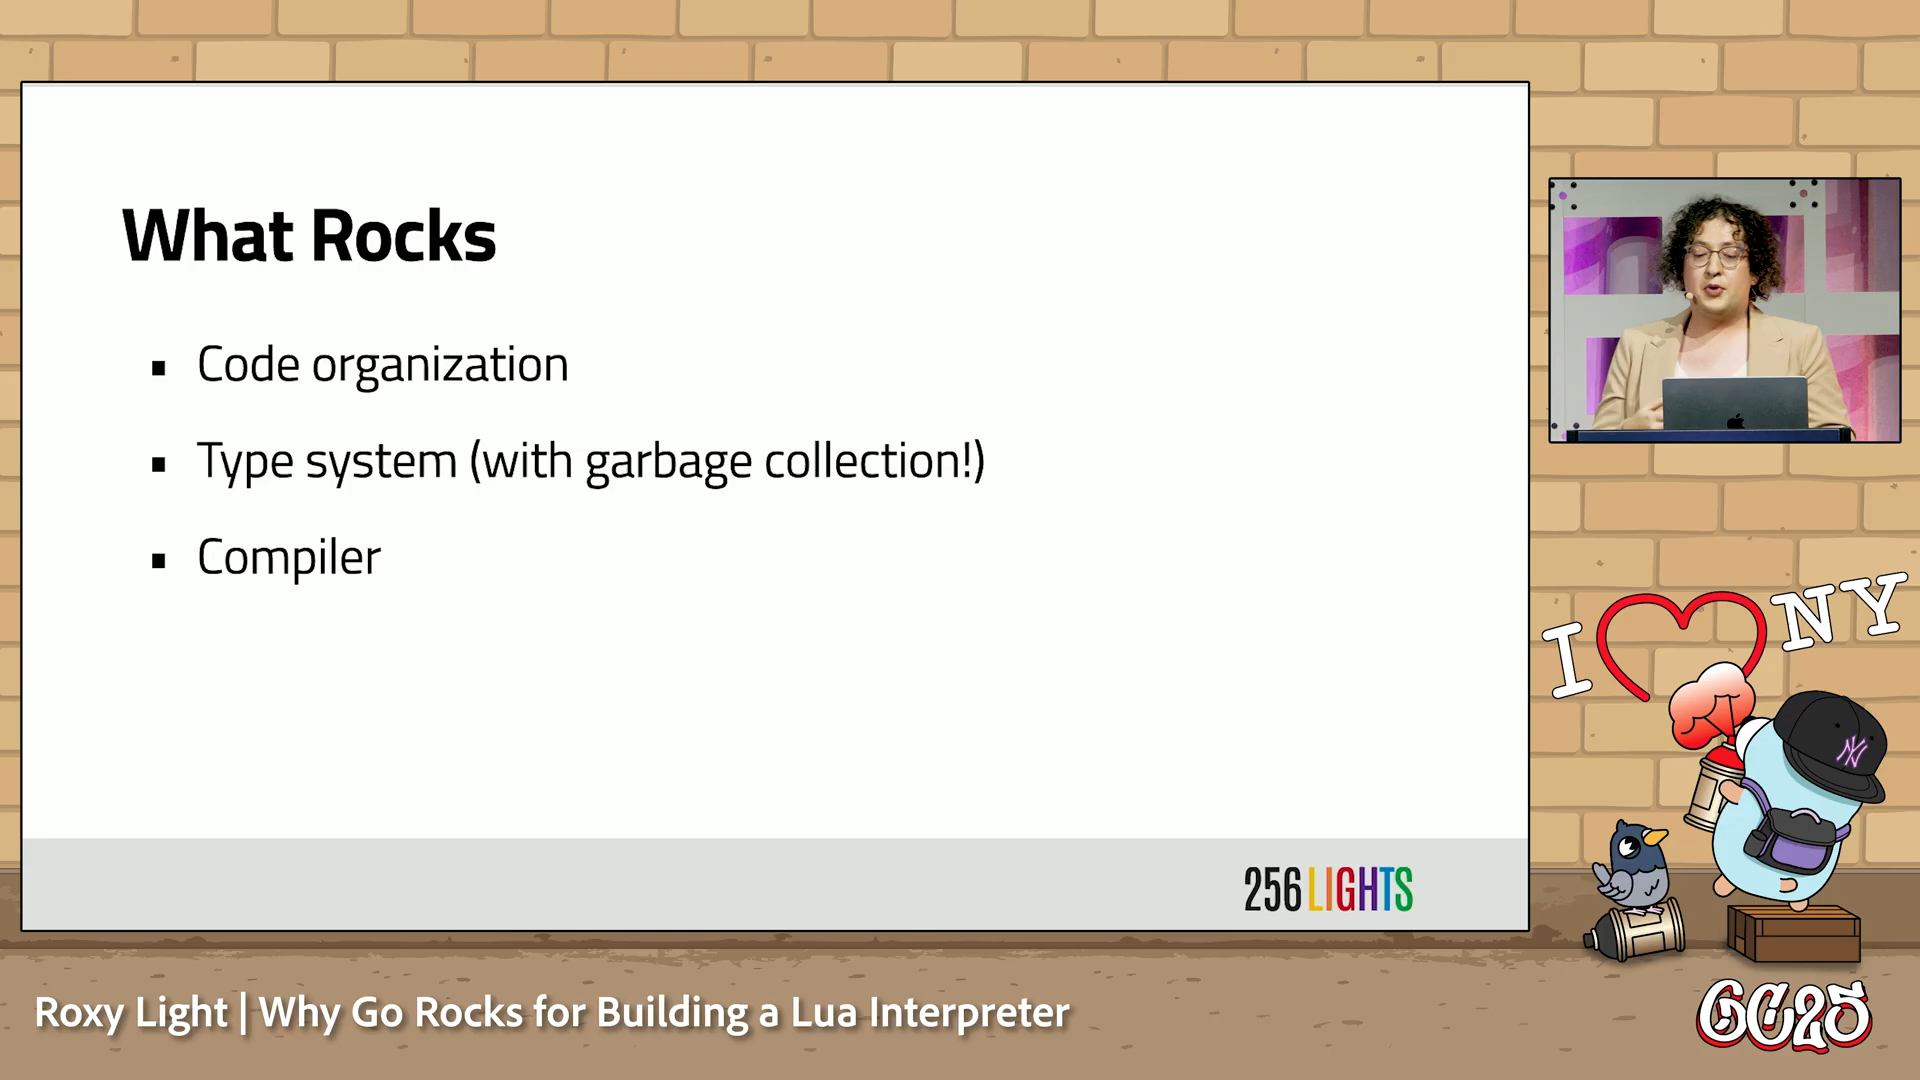 What Rocks
Code organization
Type system (with garbage collection!)
Compiler
256 LIGHTS
I NY
NY
Roxy Light | Why Go Rocks for Building a Lua Interpreter
GC25